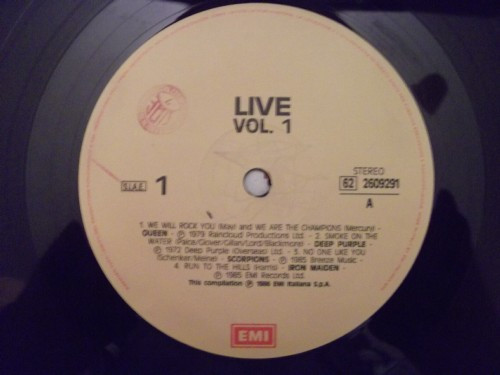 LIVE
VOL. 1
S.I.A.E.
1
STEREO
62 2609291
A
1. WE WILL ROCK YOU (May) and WE ARE THE CHAMPIONS (Mercury) -
QUEEN - ℗ 1979 Raincloud Productions Ltd. - 2. SMOKE ON THE
WATER (Paice/Glover/Gillan/Lord/Blackmore) - DEEP PURPLE -
℗ 1972 Deep Purple (Overseas) Ltd. - 3. NO ONE LIKE YOU
(Schenker/Meine) - SCORPIONS - ℗ 1985 Breeze Music -
4. RUN TO THE HILLS (Harris) - IRON MAIDEN -
℗ 1985 EMI Records Ltd.
This compilation ℗ 1986 EMI Italiana S.p.A.
EMI